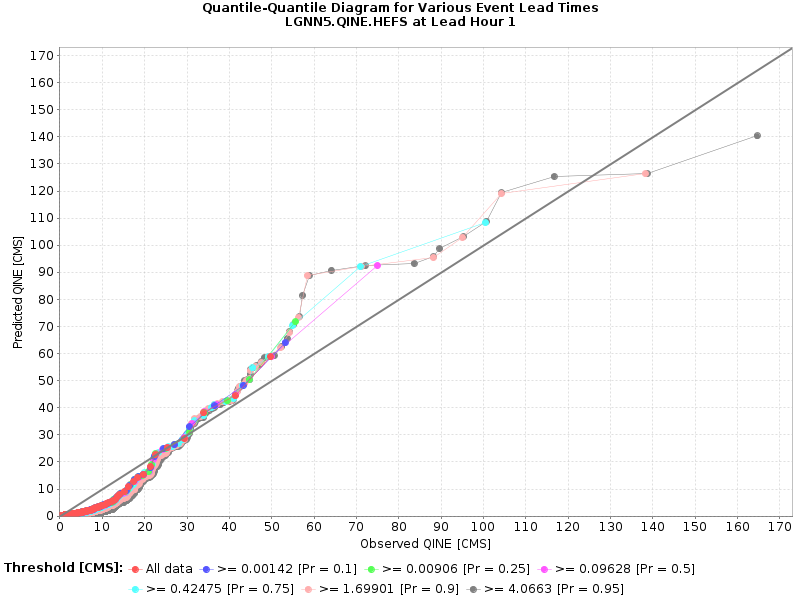 Quantile-Quantile Diagram for Various Event Lead Times
LGNN5.QINE.HEFS at Lead Hour 1
Predicted QINE [CMS]
170
160
150
140
130
120
110
100
90
80
70
60
50
40
30
20
10
0
0 10 20 30 40 50 60 70 80 90 100 110 120 130 140 150 160 170
Observed QINE [CMS]
Threshold [CMS]: All data >= 0.00142 [Pr = 0.1] >= 0.00906 [Pr = 0.25] >= 0.09628 [Pr = 0.5]
>= 0.42475 [Pr = 0.75] >= 1.69901 [Pr = 0.9] >= 4.0663 [Pr = 0.95]